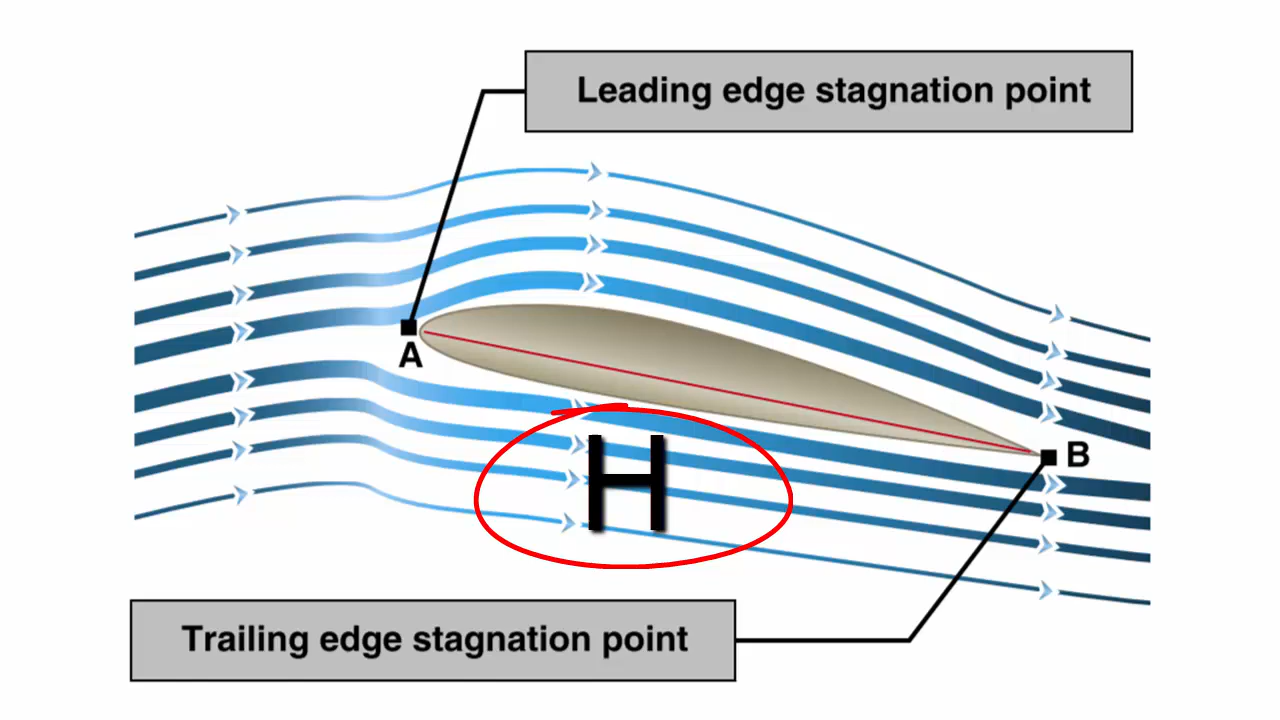 Leading edge stagnation point
A
B
H
Trailing edge stagnation point